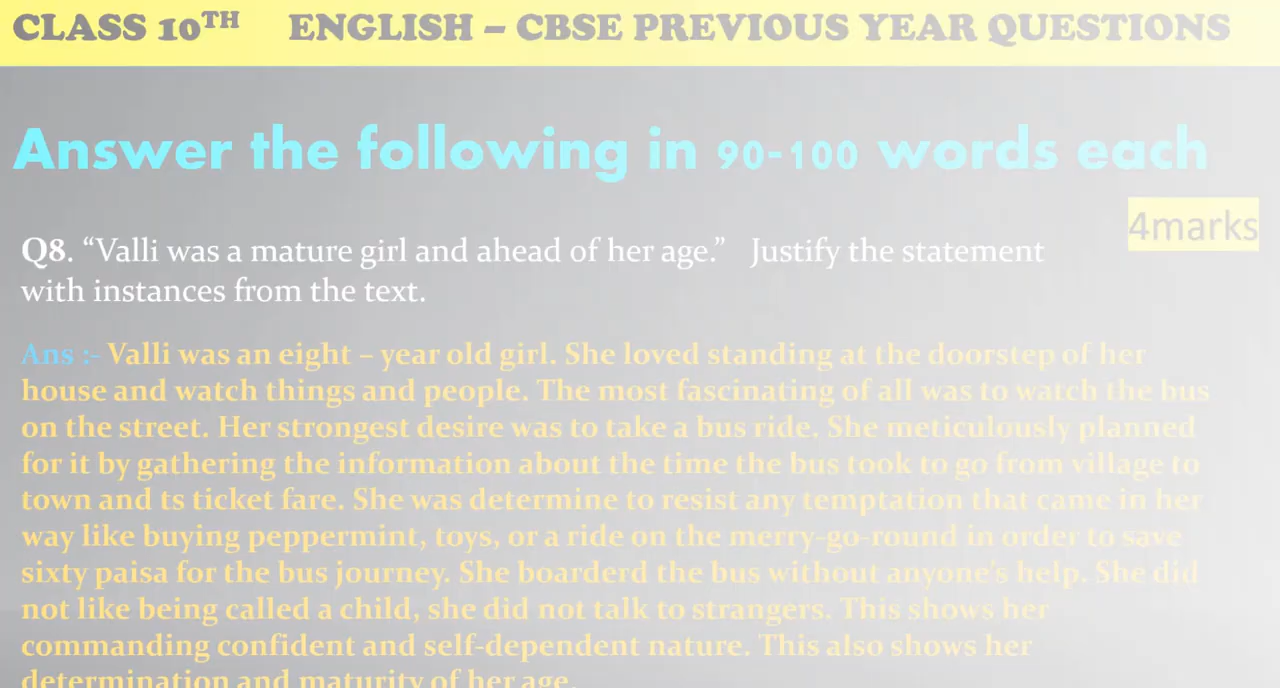 CLASS 10TH ENGLISH – CBSE PREVIOUS YEAR QUESTIONS
Answer the following in 90-100 words each
4marks
Q8. “Valli was a mature girl and ahead of her age.” Justify the statement
with instances from the text.
Ans :- Valli was an eight – year old girl. She loved standing at the doorstep of her
house and watch things and people. The most fascinating of all was to watch the bus
on the street. Her strongest desire was to take a bus ride. She meticulously planned
for it by gathering the information about the time the bus took to go from village to
town and ts ticket fare. She was determine to resist any temptation that came in her
way like buying peppermint, toys, or a ride on the merry-go-round in order to save
sixty paisa for the bus journey. She boarderd the bus without anyone’s help. She did
not like being called a child, she did not talk to strangers. This shows her
commanding confident and self-dependent nature. This also shows her
determination and maturity of her age.